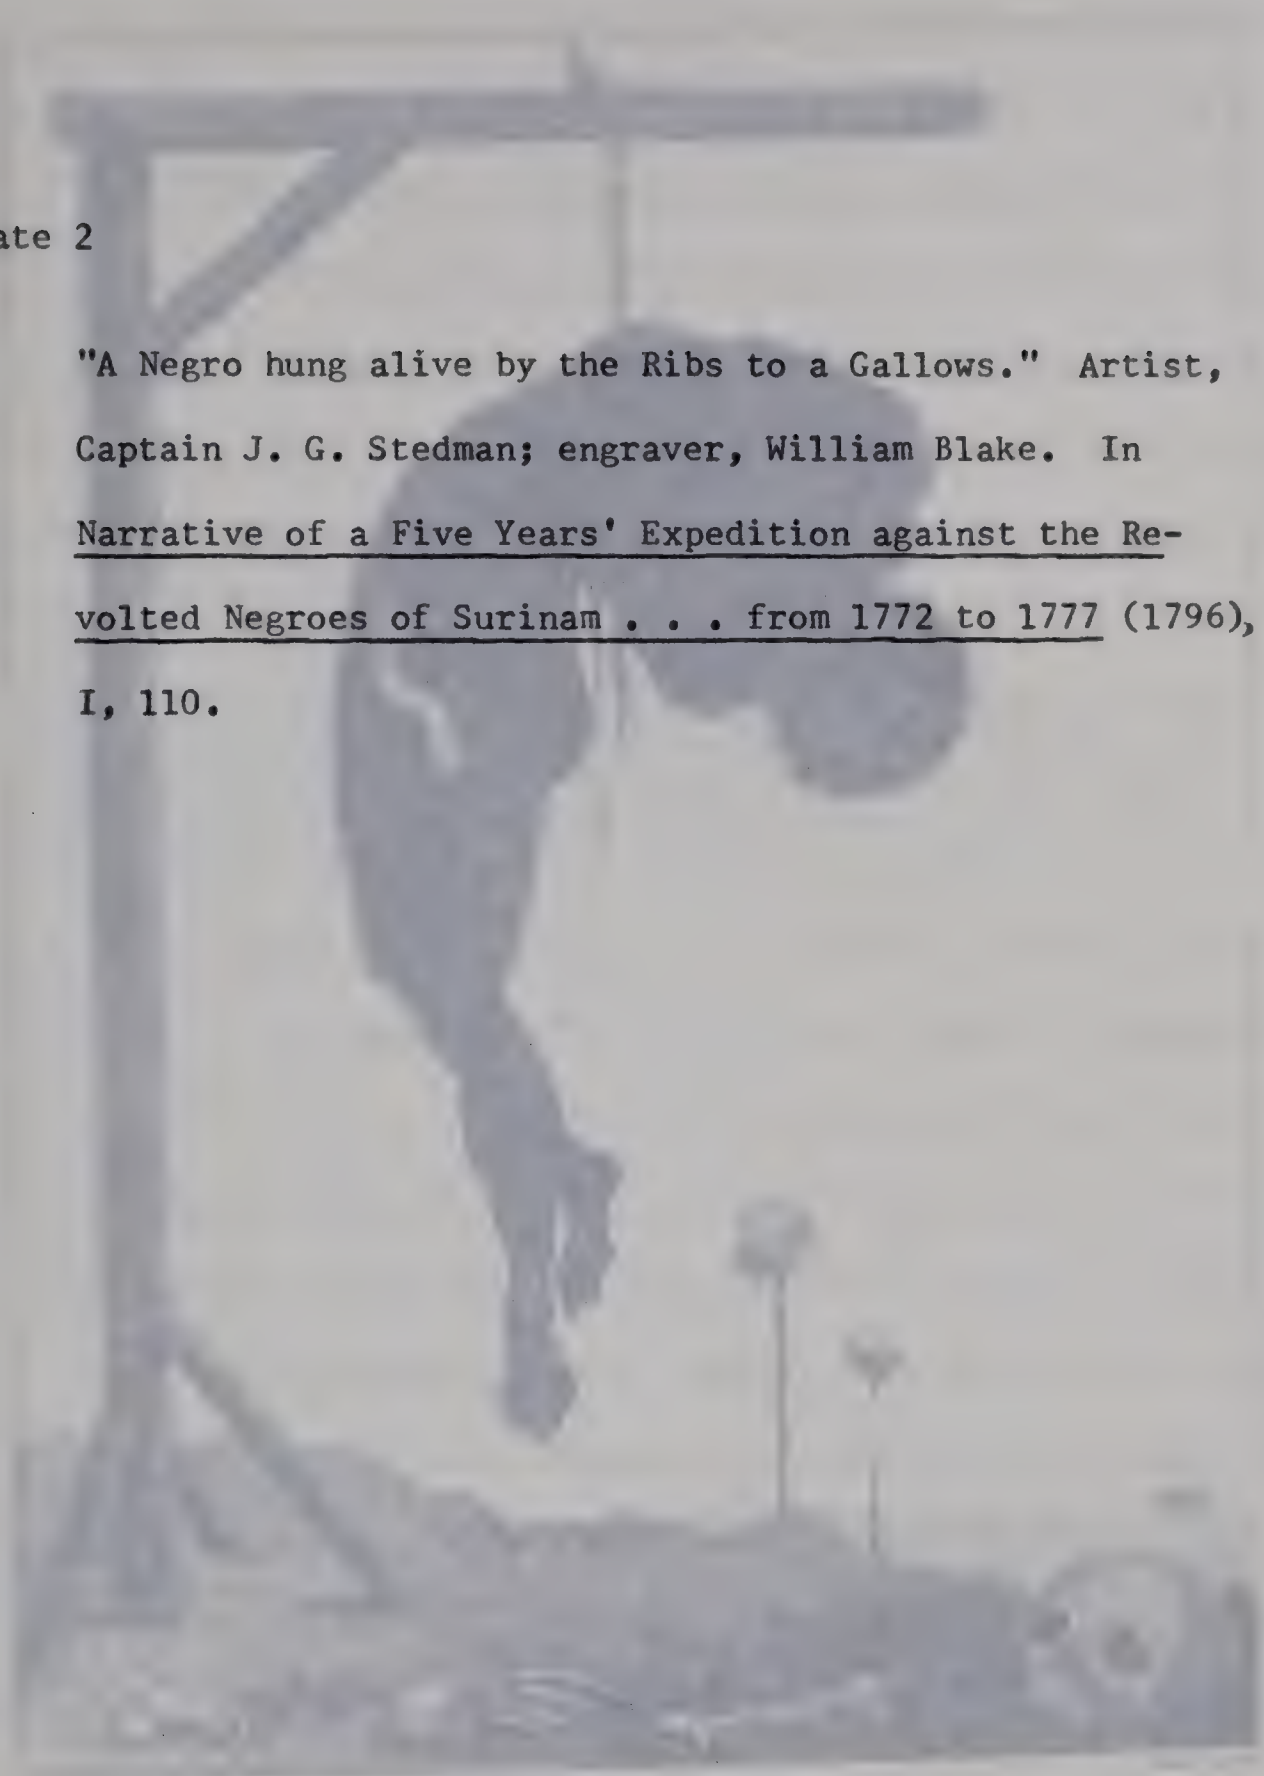 ate 2
"A Negro hung alive by the Ribs to a Gallows." Artist,
Captain J. G. Stedman; engraver, William Blake. In
Narrative of a Five Years' Expedition against the Re-
volted Negroes of Surinam . . . from 1772 to 1777 (1796),
I, 110.